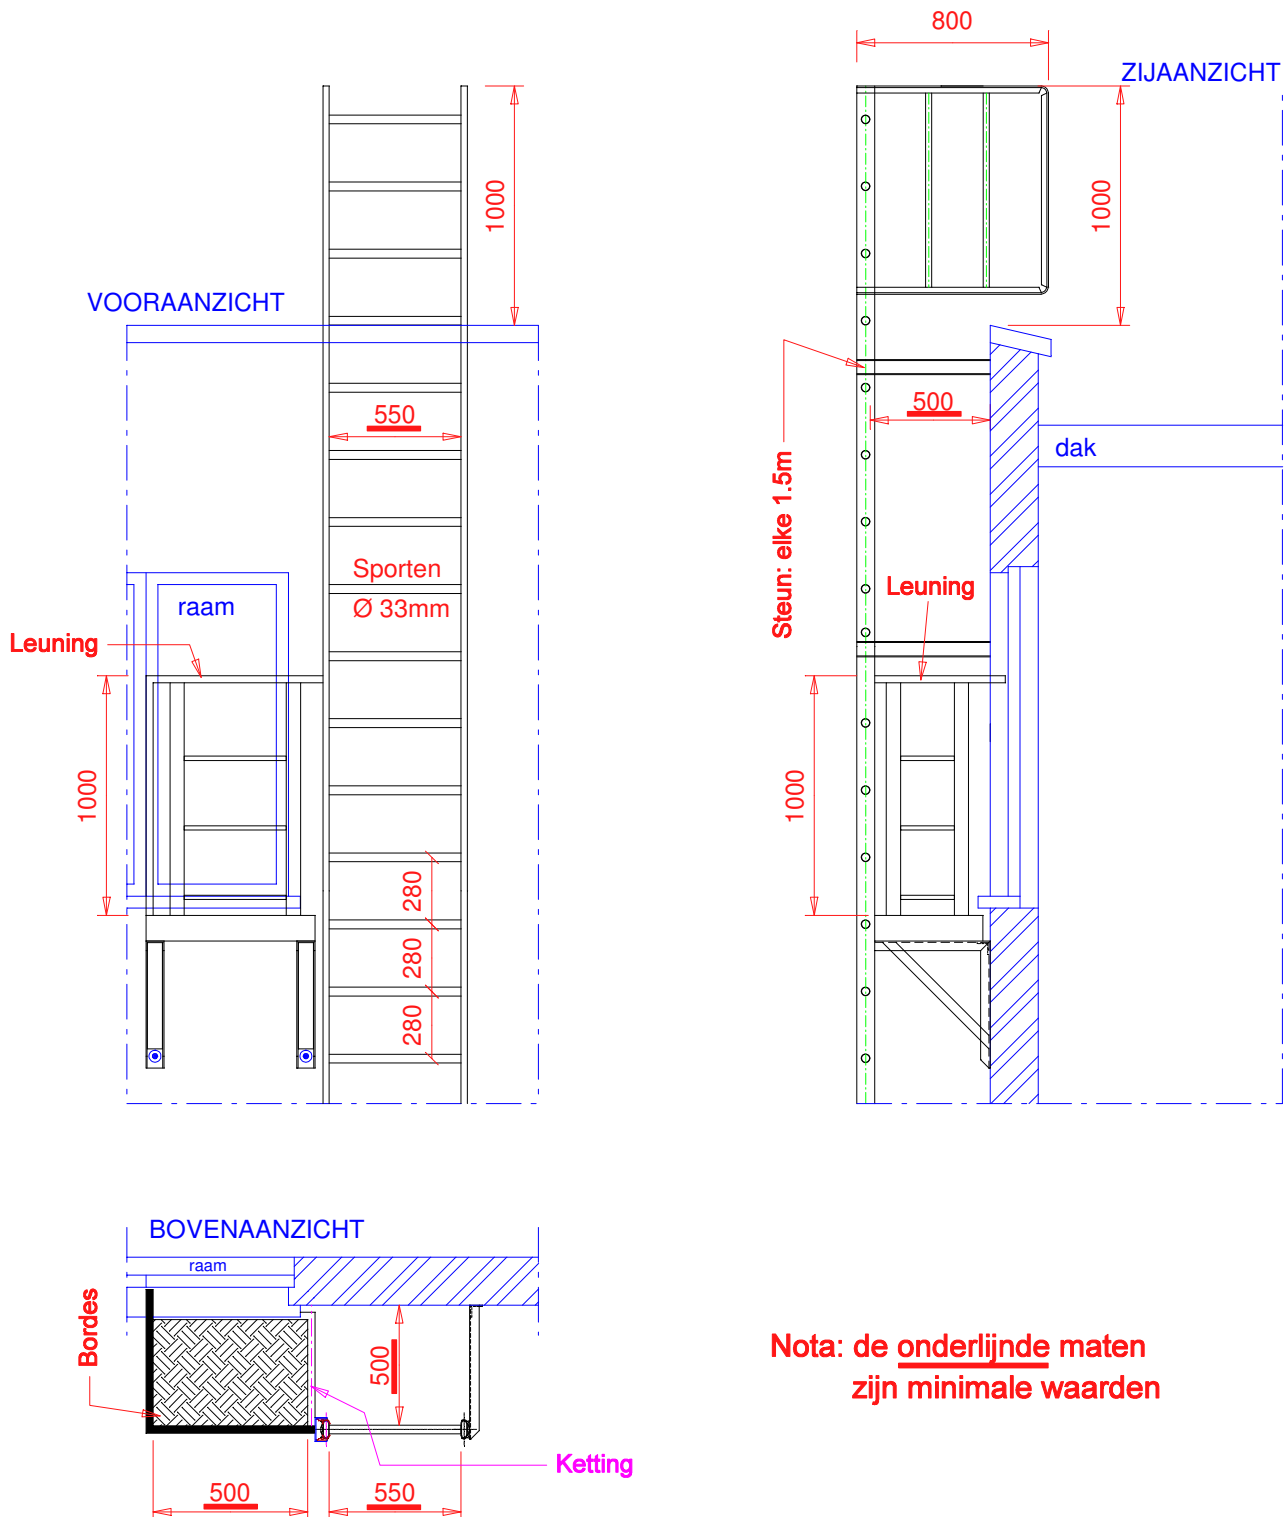 800
ZIJAANZICHT
1000
1000
VOORAANZICHT
550
500
dak
Steun: elke 1.5m
Sporten
Ø 33mm
raam
Leuning
Leuning
1000
1000
280
280
280
BOVENAANZICHT
raam
Bordes
500
Nota: de onderlijnde maten
zijn minimale waarden
Ketting
500
550